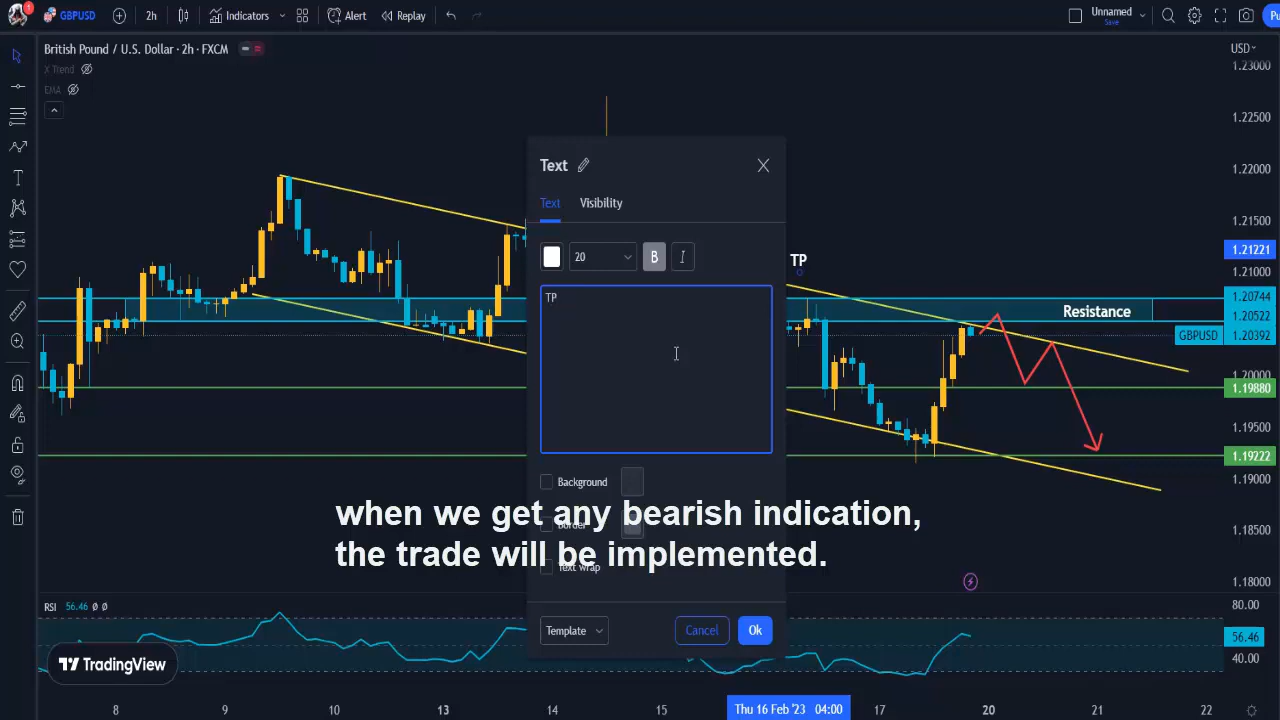 GBPUSD 2h Indicators Alert Replay Unnamed Save
British Pound / U.S. Dollar · 2h · FXCM
X Trend
EMA
USD
1.23000
1.22500
1.22000
1.21500
1.21221
1.21000
1.20744
1.20522
GBPUSD 1.20392
1.20000
1.19880
1.19500
1.19222
1.19000
1.18500
1.18000
Text
Text Visibility
20 B I
TP
TP
Resistance
Background
Border
Text wrap
Template Cancel Ok
when we get any bearish indication,
the trade will be implemented.
RSI 56.46 Ø Ø
80.00
56.46
40.00
TradingView
8 9 10 13 14 15 Thu 16 Feb '23 04:00 17 20 21 22